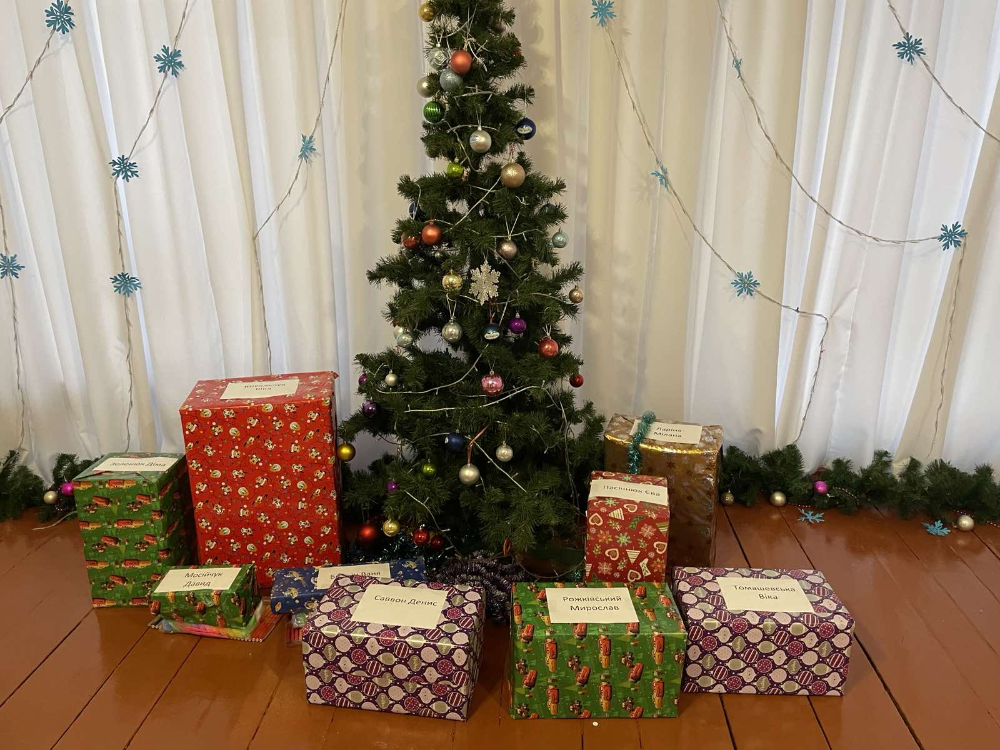 Ковальчук
Віка
Ларіна
Мілана
Зеленюк Діма
Пасічнюк Єва
Мосійчук
Давид
Ваня
Саввон Денис
Рожківський
Мирослав
Томашевська
Віка